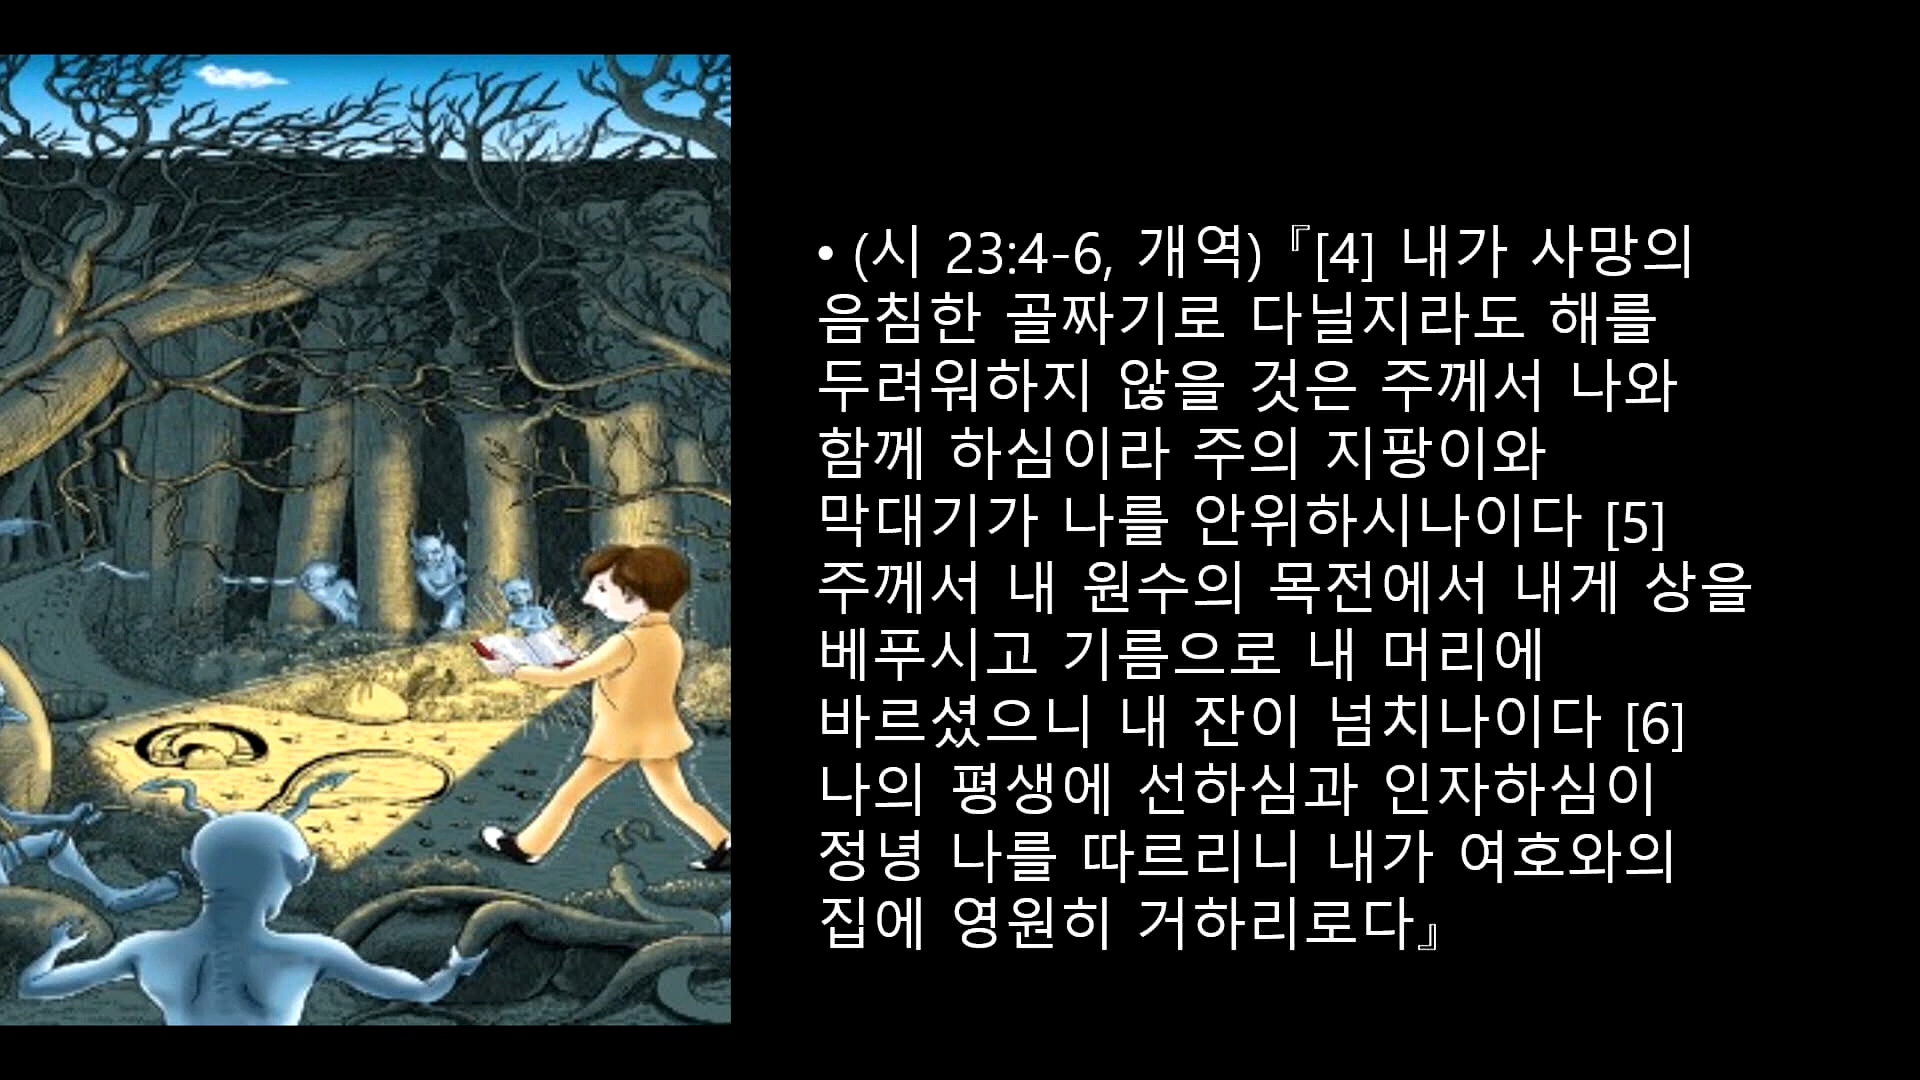 • (시 23:4-6, 개역)『[4] 내가 사망의
음침한 골짜기로 다닐지라도 해를
두려워하지 않을 것은 주께서 나와
함께 하심이라 주의 지팡이와
막대기가 나를 안위하시나이다 [5]
주께서 내 원수의 목전에서 내게 상을
베푸시고 기름으로 내 머리에
바르셨으니 내 잔이 넘치나이다 [6]
나의 평생에 선하심과 인자하심이
정녕 나를 따르리니 내가 여호와의
집에 영원히 거하리로다』